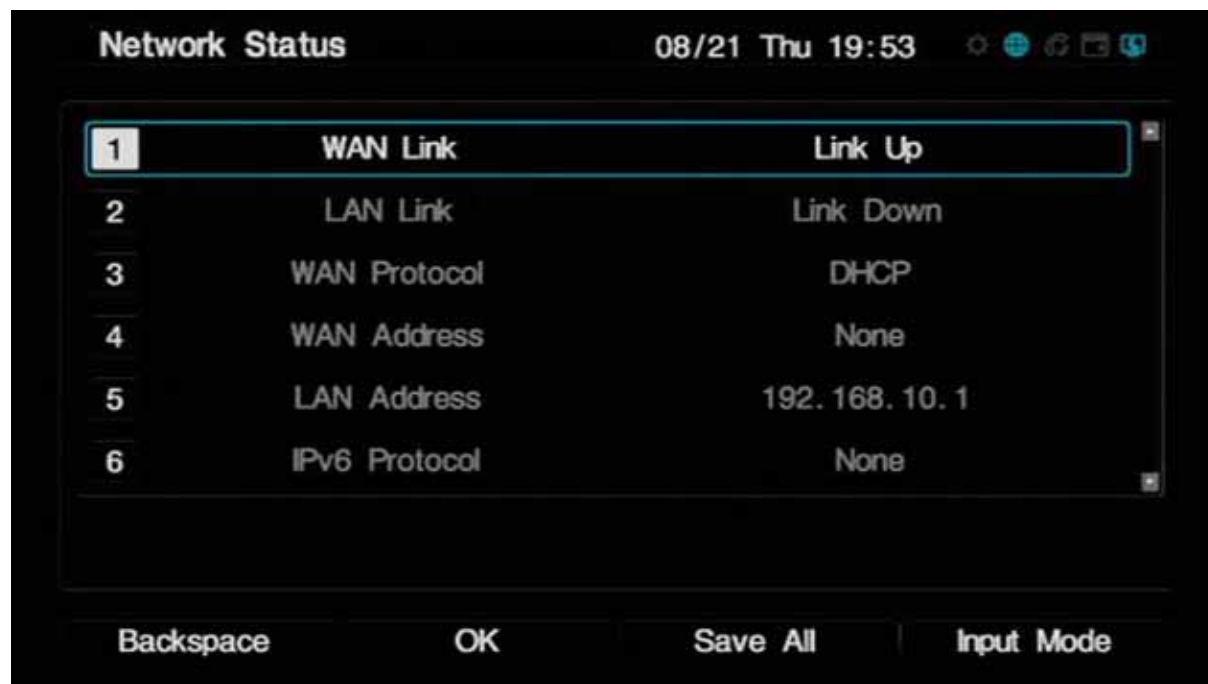 Network Status 08/21 Thu 19:53
1 WAN Link Link Up
2 LAN Link Link Down
3 WAN Protocol DHCP
4 WAN Address None
5 LAN Address 192.168.10.1
6 IPv6 Protocol None
Backspace OK Save All Input Mode